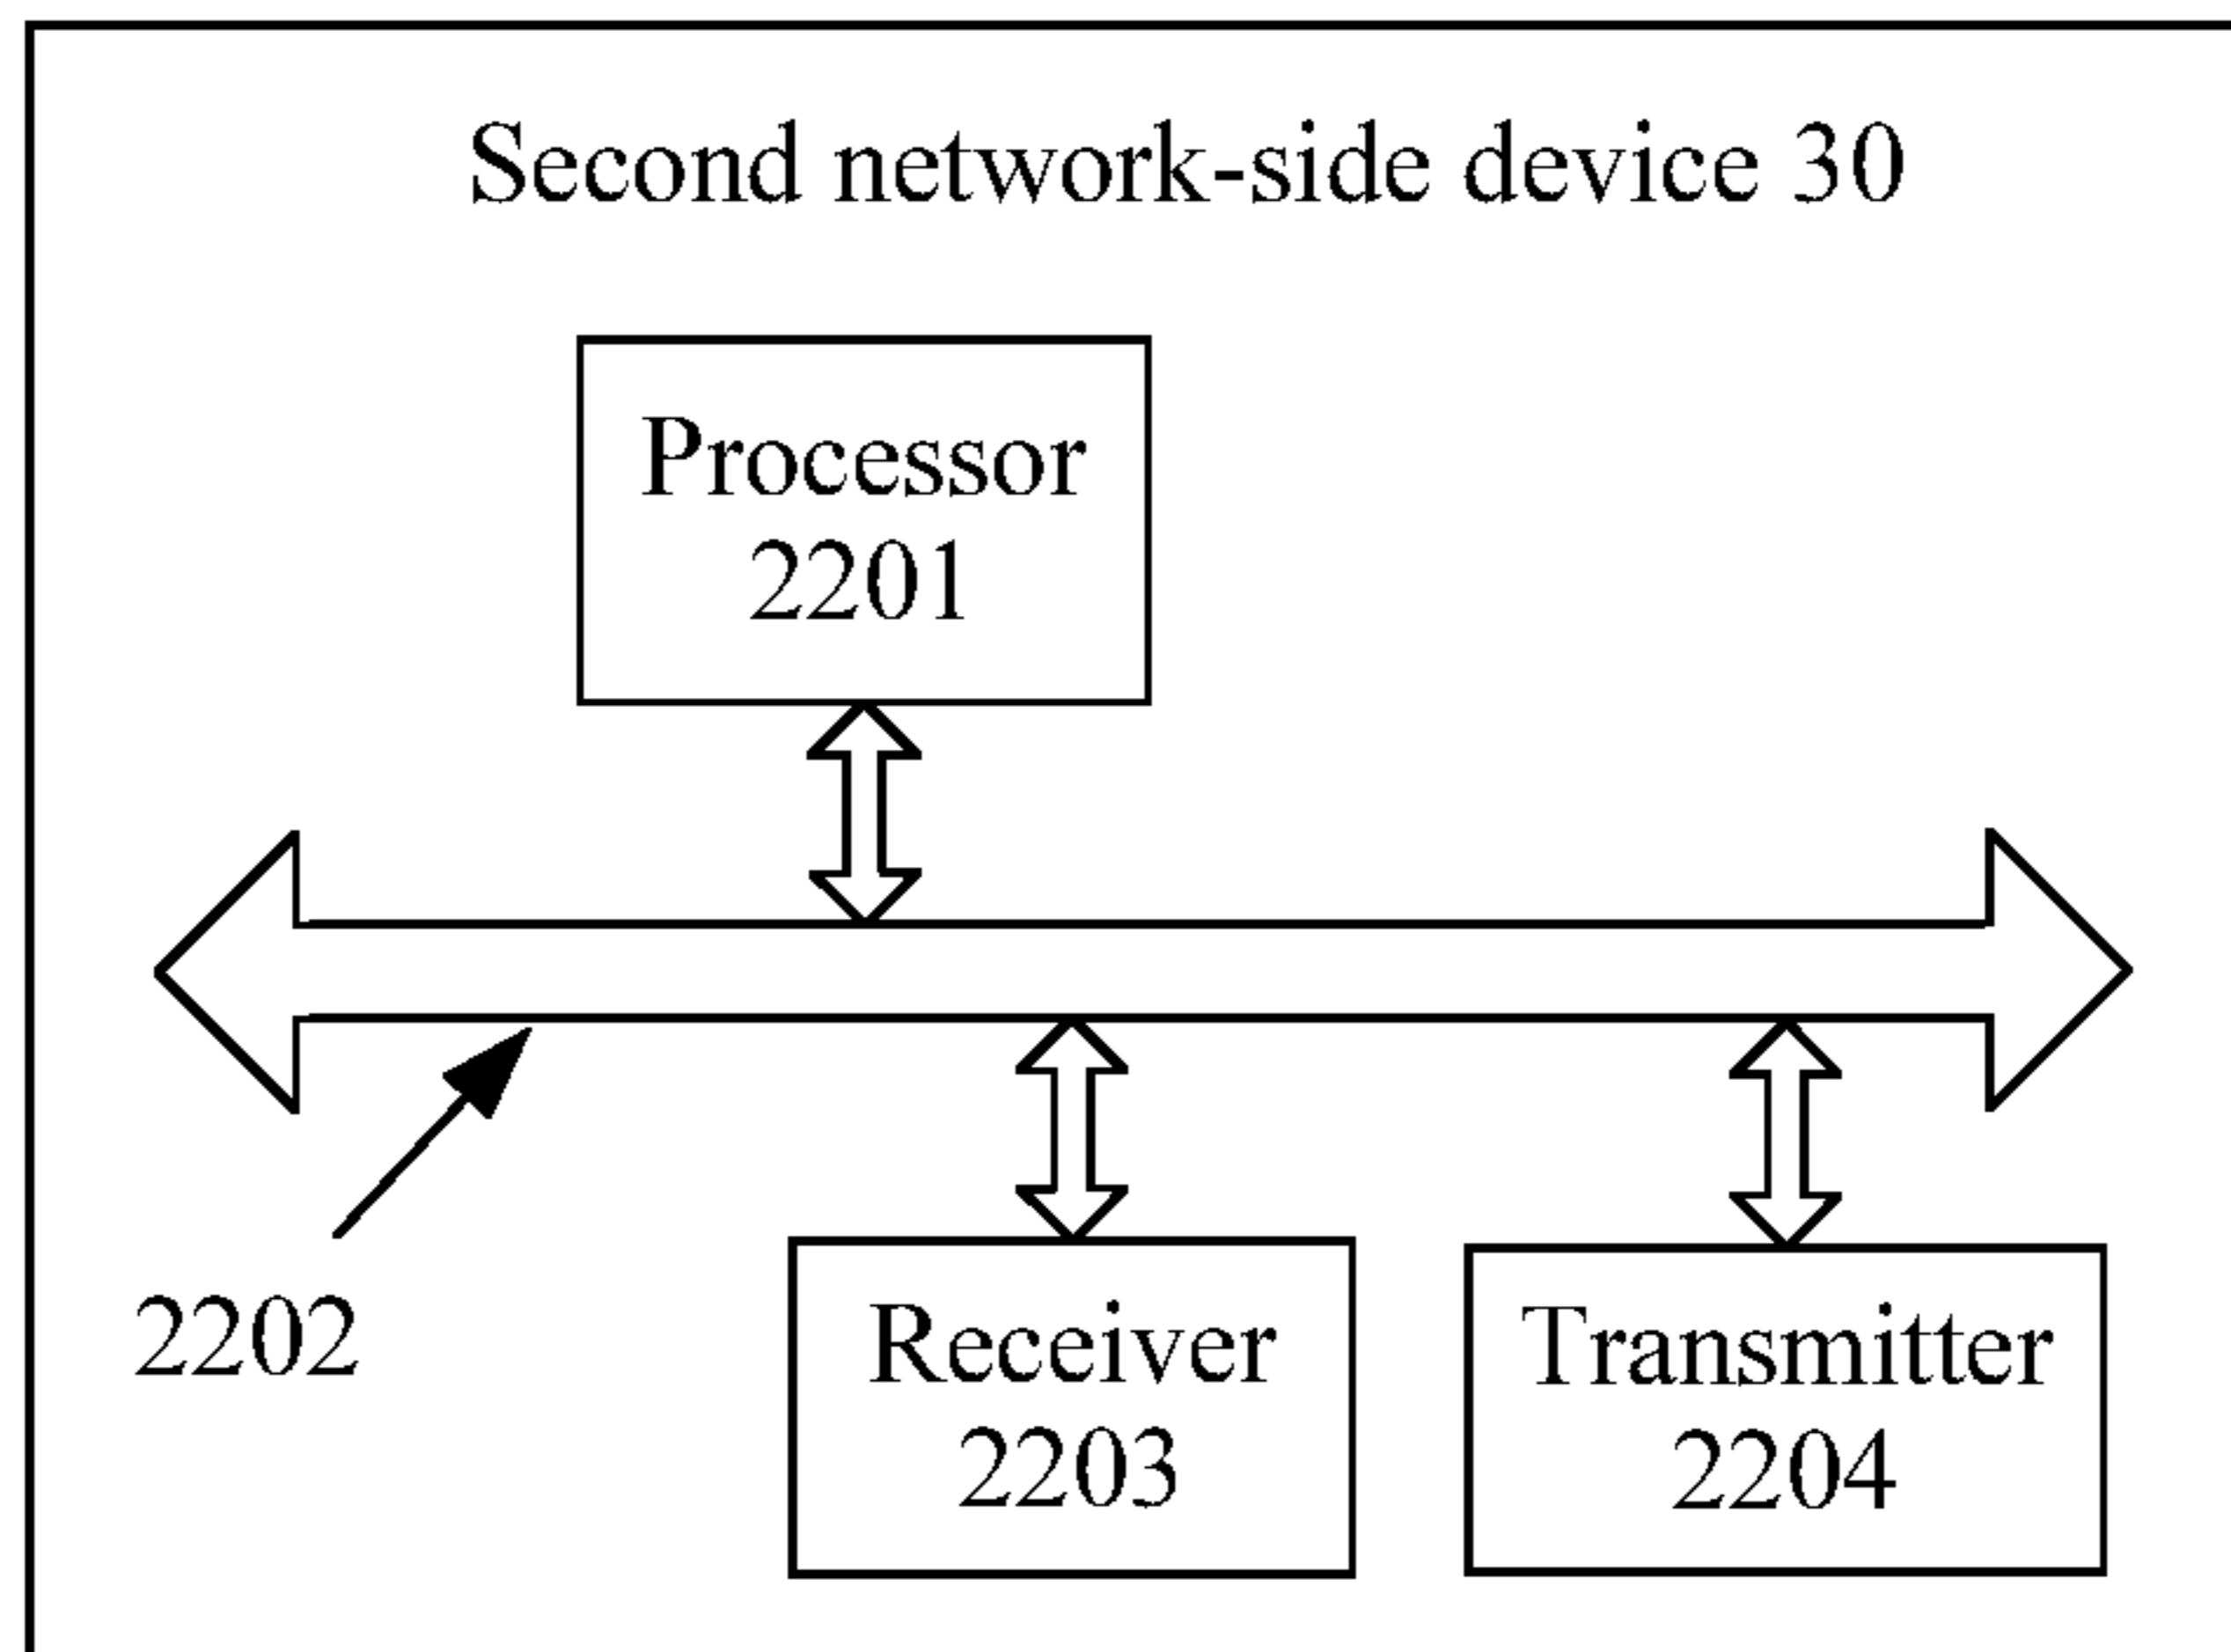 Second network-side device 30
Processor
2201
2202
Receiver
2203
Transmitter
2204